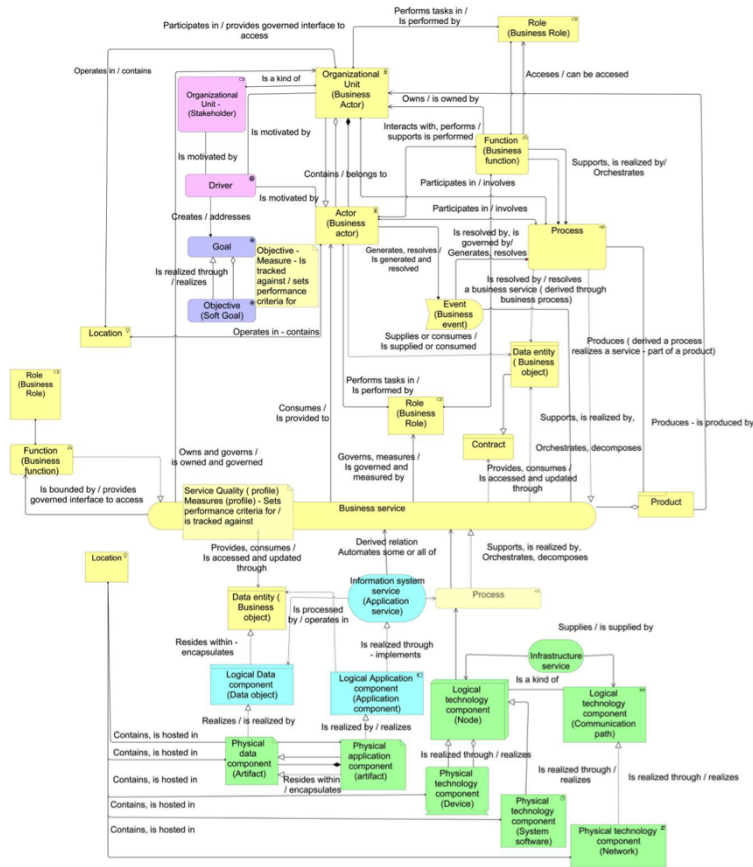 Performs tasks in /
Is performed by
Role
(Business Role)
Participates in / provides governed interface to
access
Operates in / contains
Is a kind of
Organizational
Unit
(Business
Actor)
Acceses / can be accesed
Organizational
Unit -
(Stakeholder)
Owns / is owned by
Is motivated by
Interacts with, performs /
supports is performed
Function
(Business
function)
Is motivated by
Contains / belongs to
Supports, is realized by/
Orchestrates
Driver
Is motivated by
Participates in / involves
Creates / addresses
Actor
(Business
actor)
Participates in / involves
Is resolved by, is
governed by/
Generates, resolves
Process
Goal
Objective -
Measure - Is
tracked
against / sets
performance
criteria for
Generates, resolves /
Is generated and
resolved
Is realized through
/ realizes
Is resolved by / resolves
a business service ( derived through
business process)
Objective
(Soft Goal)
Event
(Business
event)
Location
Operates in - contains
Supplies or consumes /
Is supplied or consumed
Produces ( derived a process
realizes a service - part of a product)
Data entity
( Business
object)
Role
(Business
Role)
Performs tasks in /
Is performed by
Consumes /
Is provided to
Role
(Business
Role)
Supports, is realized by,
Produces - is produced by
Contract
Function
(Business
function)
Owns and governs /
is owned and governed
Governs, measures /
Is governed and
measured by
Orchestrates, decomposes
Provides, consumes /
Is accessed and updated
through
Is bounded by / provides
governed interface to access
Service Quality ( profile)
Measures (profile) - Sets
performance criteria for /
is tracked against
Business service
Product
Provides, consumes /
Is accessed and updated
through
Derived relation
Automates some or all of
Supports, is realized by,
Orchestrates, decomposes
Location
Information system
service
(Application service)
Process
Data entity (
Business
object)
Is processed
by / operates in
Supplies / is supplied by
Resides within -
encapsulates
Is realized through
- implements
Infrastructure
service
Is a kind of
Logical Data
component
(Data object)
Logical Application
component
(Application
component)
Logical
technology
component
(Node)
Logical
technology
component
(Communication
path)
Realizes / is realized by
Is realized by / realizes
Contains, is hosted in
Contains, is hosted in
Physical
data
component
(Artifact)
Physical
application
component
(artifact)
Is realized through / realizes
Is realized through /
realizes
Is realized through / realizes
Contains, is hosted in
Resides within
/ encapsulates
Physical
technology
component
(Device)
Contains, is hosted in
Physical
technology
component
(System
software)
Contains, is hosted in
Physical technology
component
(Network)